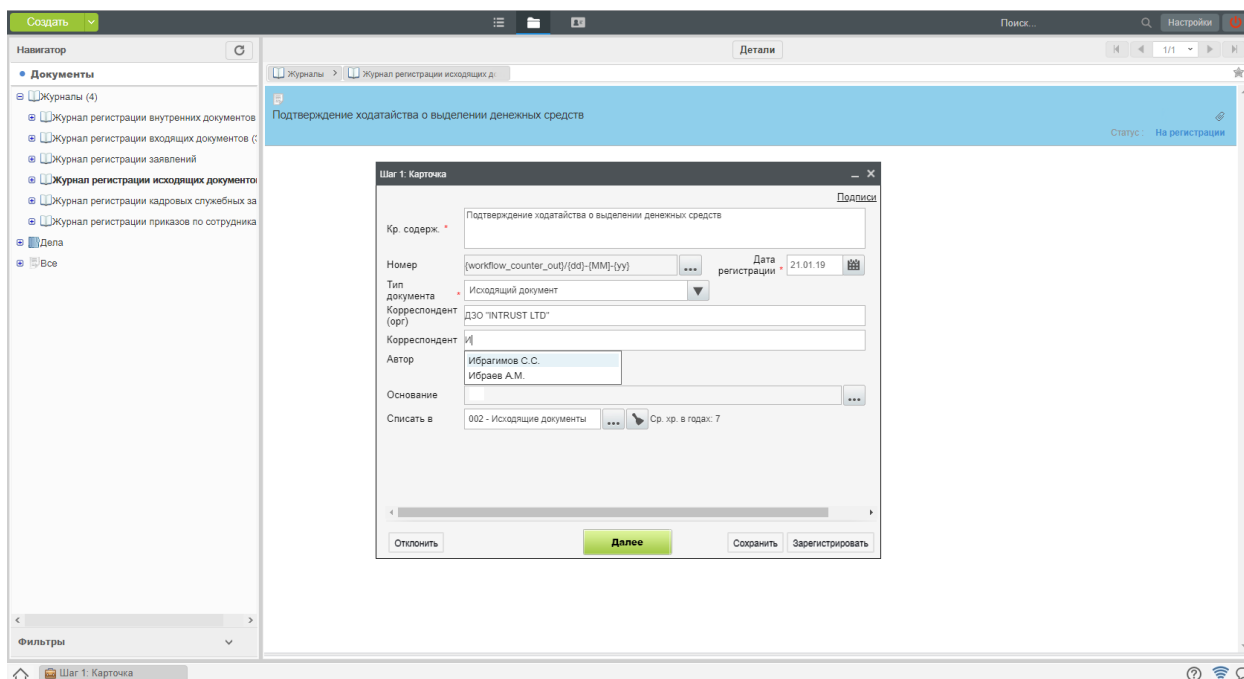 Создать
Поиск...
Настройки
Навигатор
Детали
1/1
Документы
Журналы > Журнал регистрации исходящих д
Журналы (4)
Журнал регистрации внутренних документов
Журнал регистрации входящих документов (
Журнал регистрации заявлений
Журнал регистрации исходящих документо
Журнал регистрации кадровых служебных за
Журнал регистрации приказов по сотрудника
Дела
Все
Подтверждение ходатайства о выделении денежных средств
Статус : На регистрации
Шаг 1: Карточка
Подписи
Кр. содерж. * Подтверждение ходатайства о выделении денежных средств
Номер {workflow_counter_out}/{dd}-{MM}-{yy} ... Дата регистрации * 21.01.19
Тип документа * Исходящий документ
Корреспондент (орг) ДЗО "INTRUST LTD"
Корреспондент И
Автор
Ибрагимов С.С.
Ибраев А.М.
Основание ...
Списать в 002 - Исходящие документы ... Ср. хр. в годах: 7
Отклонить Далее Сохранить Зарегистрировать
Фильтры
Шаг 1: Карточка